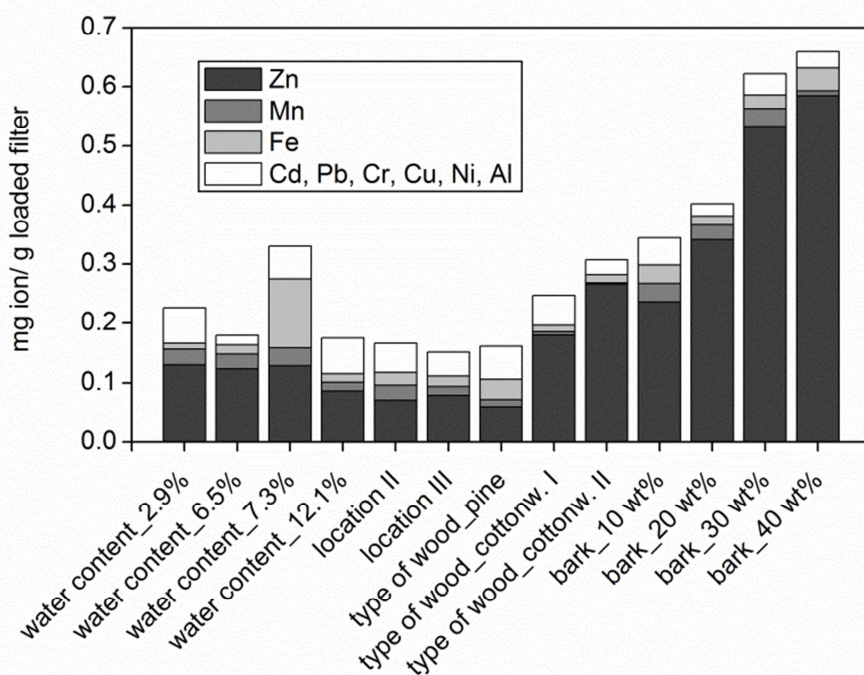 mg ion/ g loaded filter
0.7
0.6
0.5
0.4
0.3
0.2
0.1
0.0
Zn
Mn
Fe
Cd, Pb, Cr, Cu, Ni, Al
water content_2.9%
water content_6.5%
water content_7.3%
water content_12.1%
location II
location III
type of wood_pine
type of wood_cottonw. I
type of wood_cottonw. II
bark_10 wt%
bark_20 wt%
bark_30 wt%
bark_40 wt%